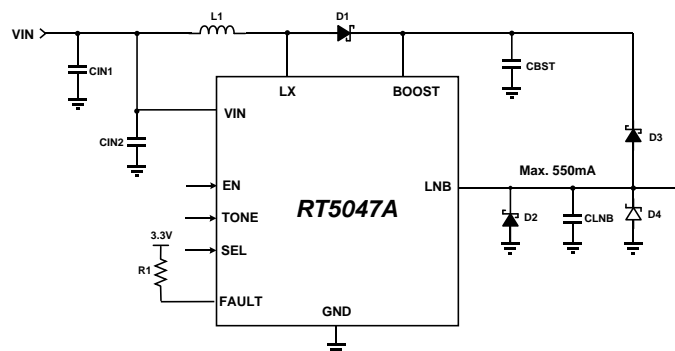 L1
D1
VIN
CIN1
LX
BOOST
CBST
VIN
CIN2
D3
Max. 550mA
EN
LNB
RT5047A
TONE
D2
CLNB
D4
3.3V
SEL
R1
FAULT
GND